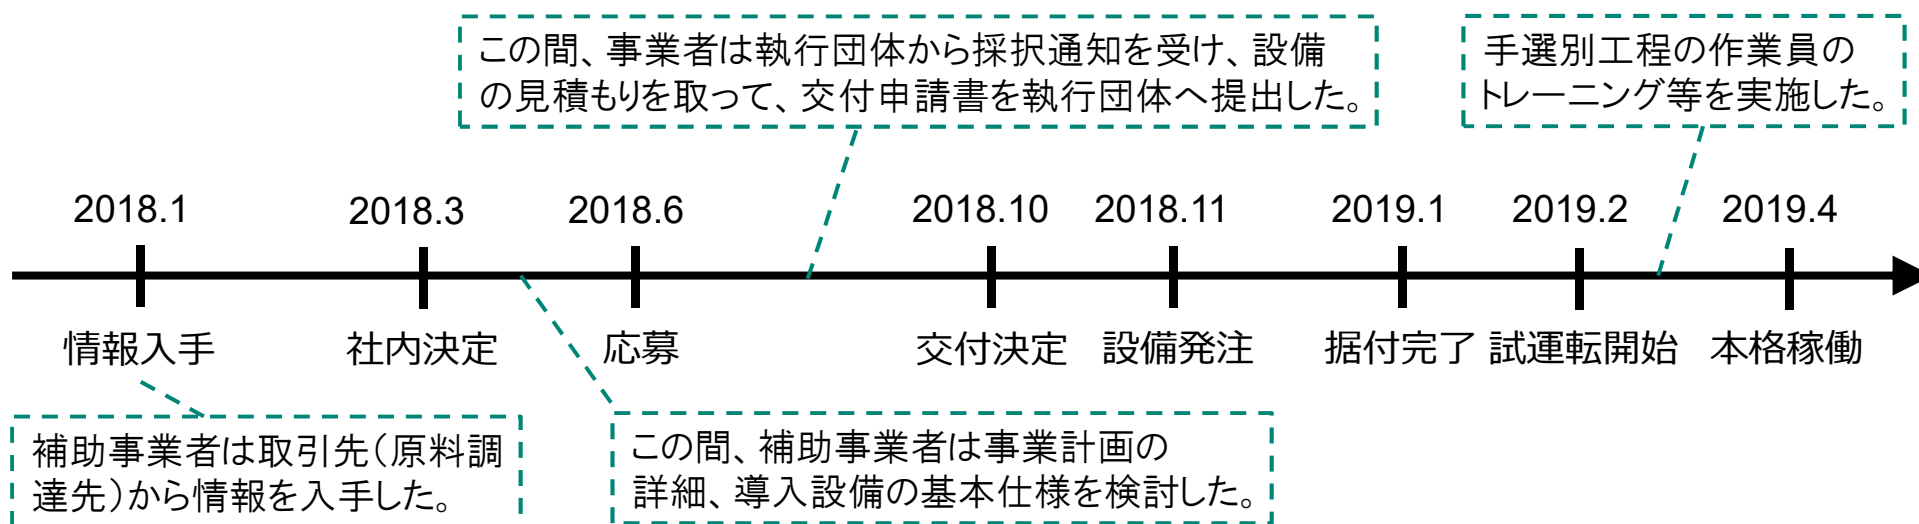 この間、事業者は執行団体から採択通知を受け、設備
の見積もりを取って、交付申請書を執行団体へ提出した。
手選別工程の作業員の
トレーニング等を実施した。
2018.1
2018.3
2018.6
2018.10
2018.11
2019.1
2019.2
2019.4
情報入手
社内決定
応募
交付決定
設備発注
据付完了
試運転開始
本格稼働
補助事業者は取引先(原料調
達先)から情報を入手した。
この間、補助事業者は事業計画の
詳細、導入設備の基本仕様を検討した。